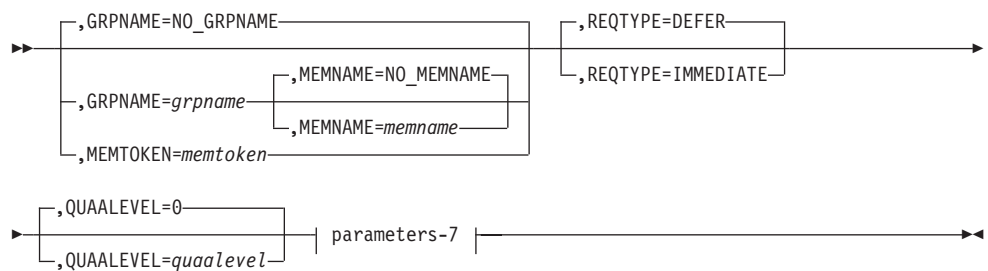 ,GRPNAME=NO_GRPNAME
,GRPNAME=grpname
,MEMNAME=NO_MEMNAME
,MEMNAME=memname
,MEMTOKEN=memtoken
,REQTYPE=DEFER
,REQTYPE=IMMEDIATE
,QUAALEVEL=0
,QUAALEVEL=quaalevel
parameters-7